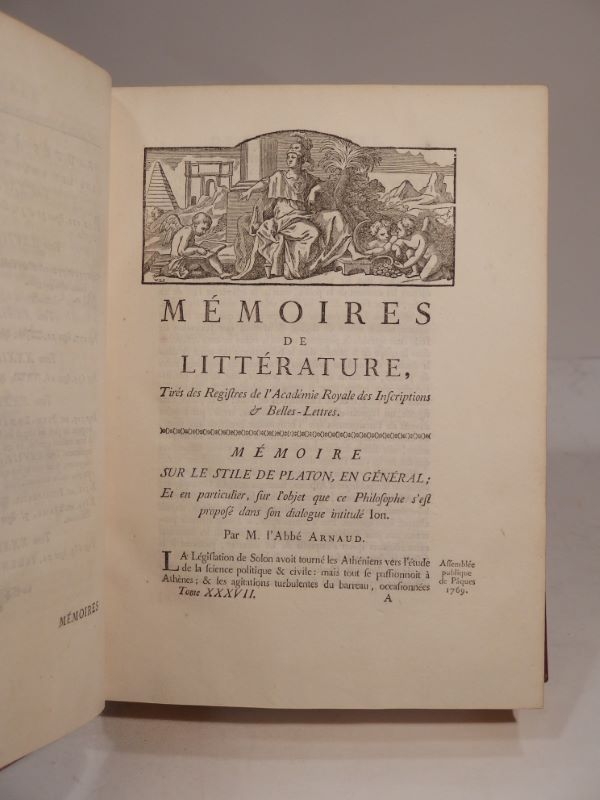 MÉMOIRES
MÉMOIRES
DE
LITTÉRATURE,
Tirés des Registres de l'Académie Royale des Inscriptions
& Belles-Lettres.
MÉMOIRE
SUR LE STILE DE PLATON, EN GÉNÉRAL;
Et en particulier, sur l'objet que ce Philosophe s'est
proposé dans son dialogue intitulé Ion.
Par M. l'Abbé ARNAUD.
LA Législation de Solon avoit tourné les Athéniens vers l'étude
de la science politique & civile: mais tout se passionnoit à
Athènes; & les agitations turbulentes du barreau, occasionnées
Assemblée
publique
de Pâques
1769.
Tome XXXVII.
A